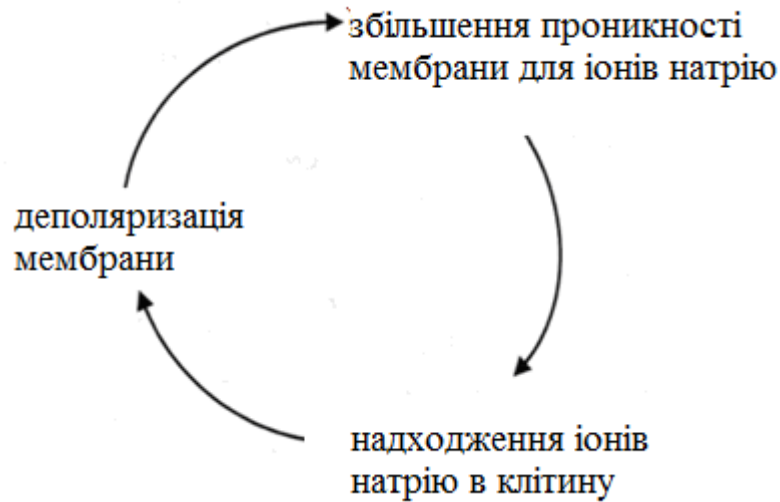 збільшення проникності
мембрани для іонів натрію
деполяризація
мембрани
надходження іонів
натрію в клітину